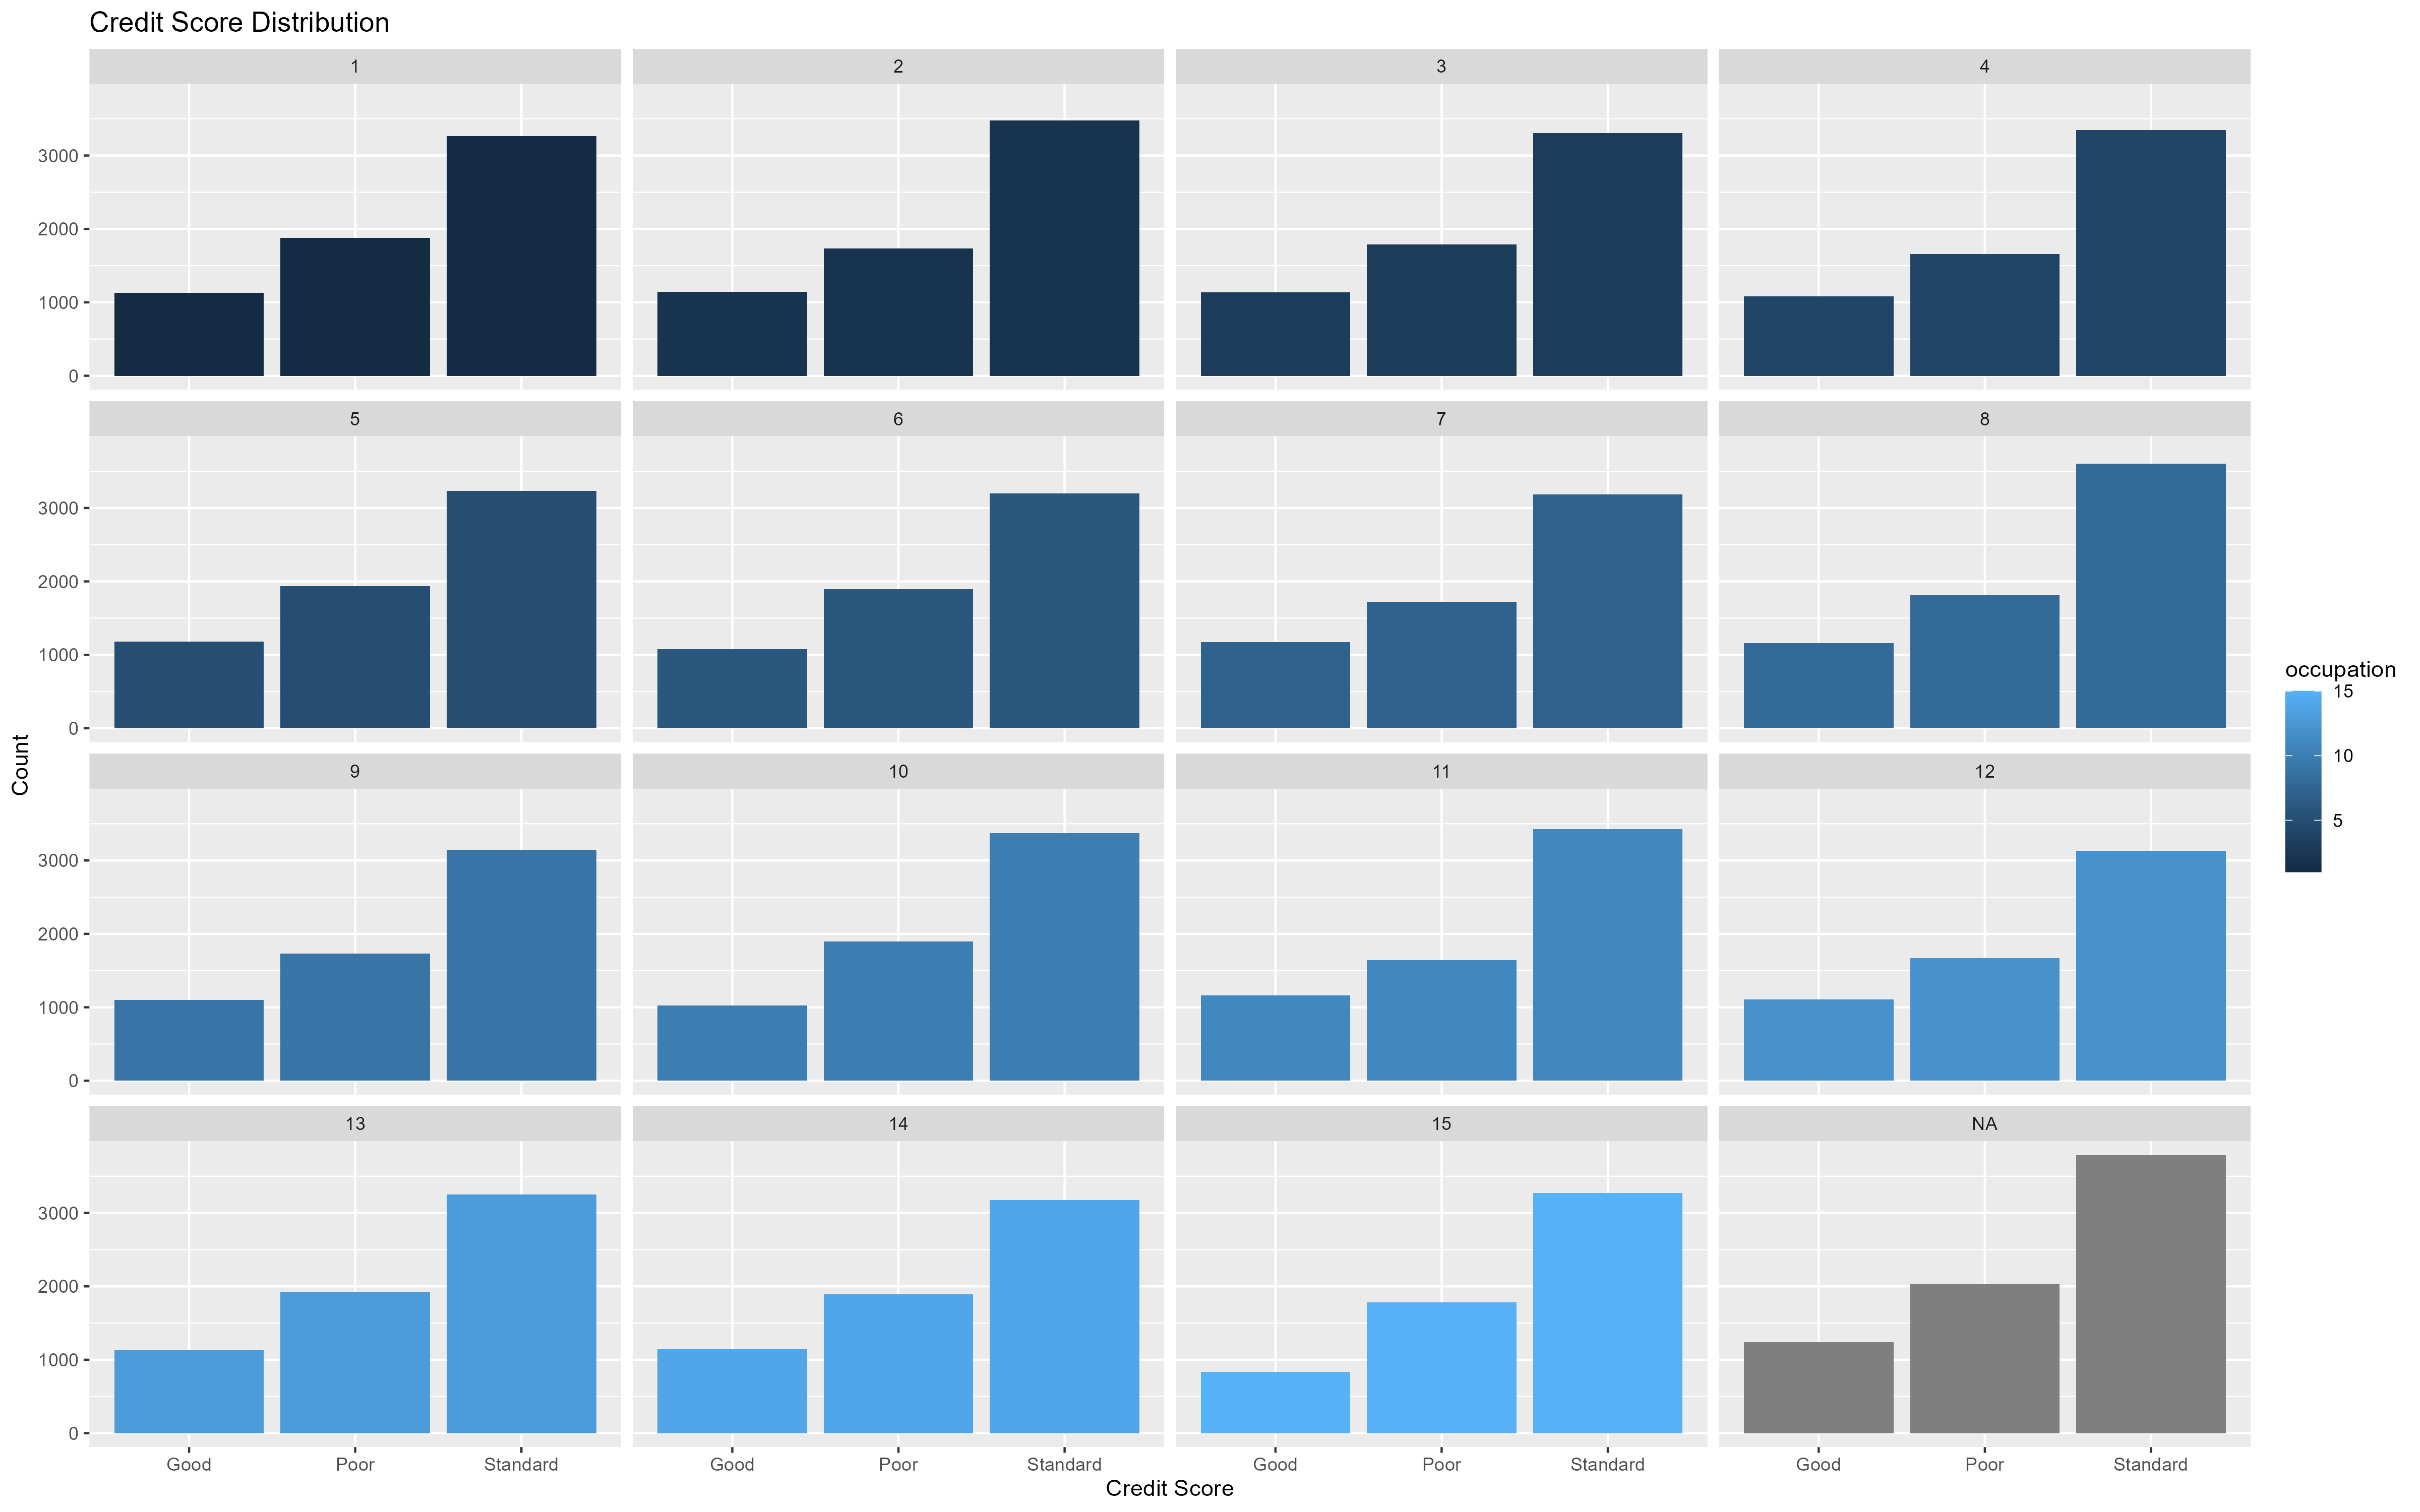 Credit Score Distribution
1 2 3 4
3000
2000
1000
0
5 6 7 8
3000
2000
1000
0
9 10 11 12
3000
2000
1000
0
13 14 15 NA
3000
2000
1000
0
Good Poor Standard Good Poor Standard Good Poor Standard Good Poor Standard
Credit Score
Count
occupation
15
10
5